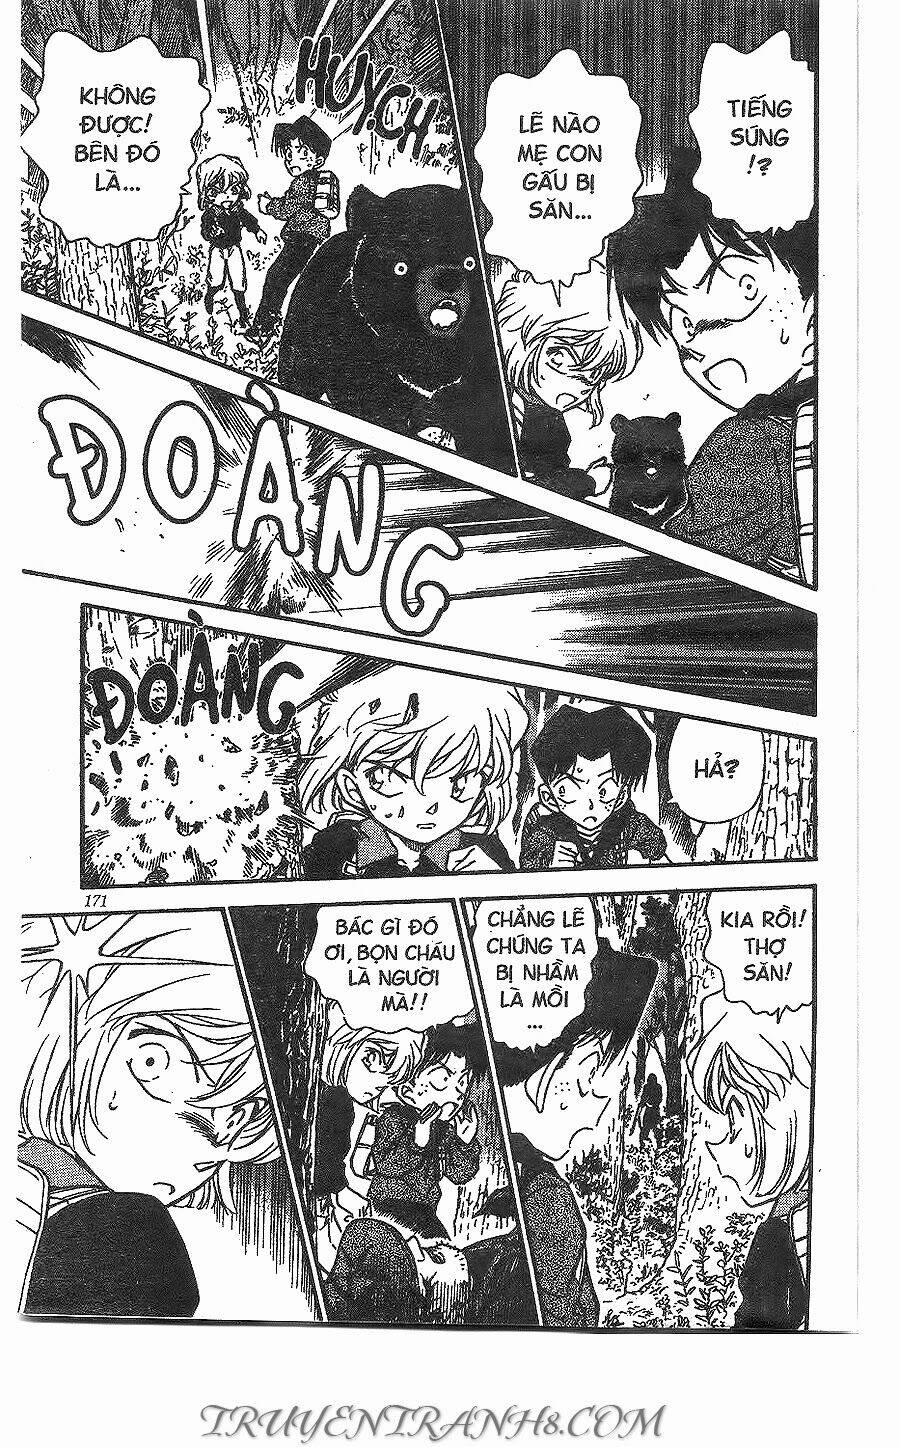 TIẾNG
SÚNG
!?
LẼ NÀO
MẸ CON
GẤU BỊ
SĂN...
HUỴCH
KHÔNG
ĐƯỢC!
BÊN ĐÓ
LÀ...
ĐOÀNG
HẢ?
ĐOÀNG
171
KIA RỒI!
THỢ
SĂN!
CHẲNG LẼ
CHÚNG TA
BỊ NHẦM
LÀ MỒI
...
BÁC GÌ ĐÓ
ƠI, BỌN CHÁU
LÀ NGƯỜI
MÀ!!
TRUYENTRANH8.COM